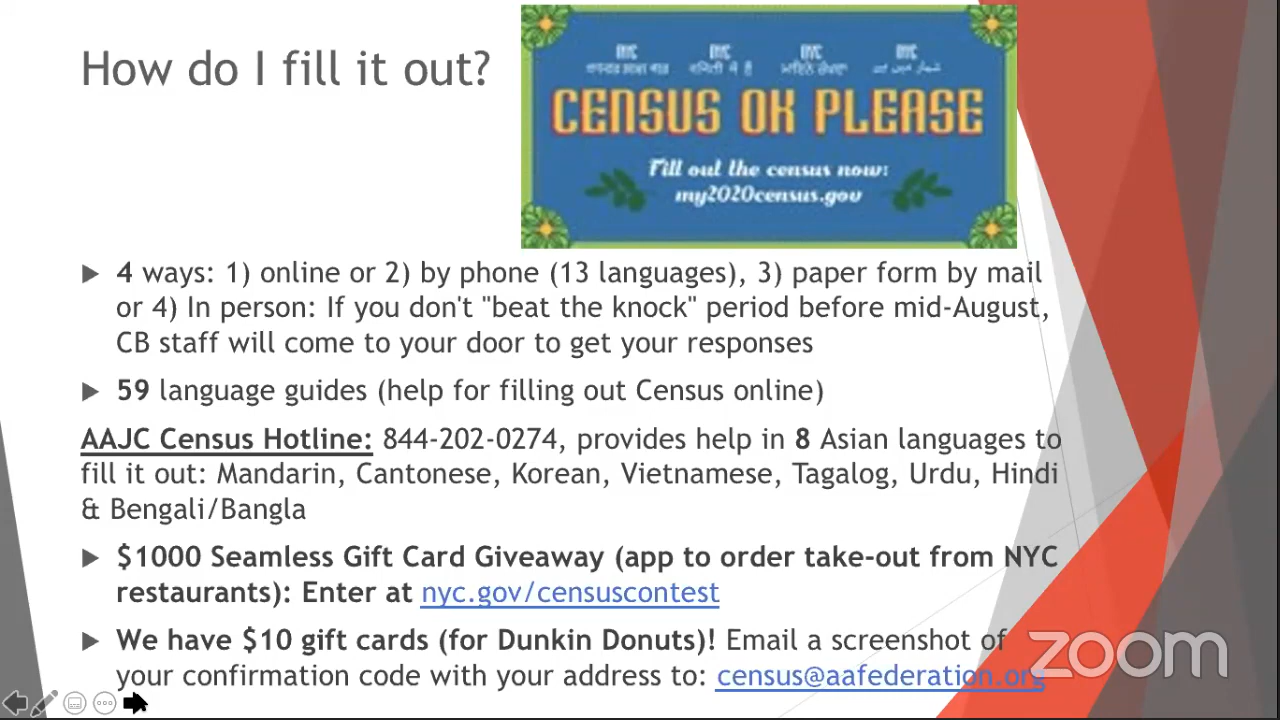 How do I fill it out?
NYC NYC NYC NYC
CENSUS OK PLEASE
Fill out the census now:
my2020census.gov
4 ways: 1) online or 2) by phone (13 languages), 3) paper form by mail
or 4) In person: If you don't "beat the knock" period before mid-August,
CB staff will come to your door to get your responses
59 language guides (help for filling out Census online)
AAJC Census Hotline: 844-202-0274, provides help in 8 Asian languages to
fill it out: Mandarin, Cantonese, Korean, Vietnamese, Tagalog, Urdu, Hindi
& Bengali/Bangla
$1000 Seamless Gift Card Giveaway (app to order take-out from NYC
restaurants): Enter at nyc.gov/censuscontest
We have $10 gift cards (for Dunkin Donuts)! Email a screenshot of
your confirmation code with your address to: census@aafederation.org
zoom